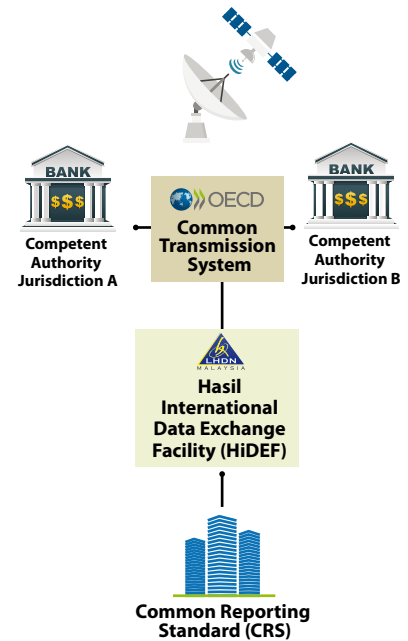 BANK
$$$
Competent
Authority
Jurisdiction A
OECD
Common
Transmission
System
BANK
$$$
Competent
Authority
Jurisdiction B
LHDN
MALAYSIA
Hasil
International
Data Exchange
Facility (HiDEF)
Common Reporting
Standard (CRS)